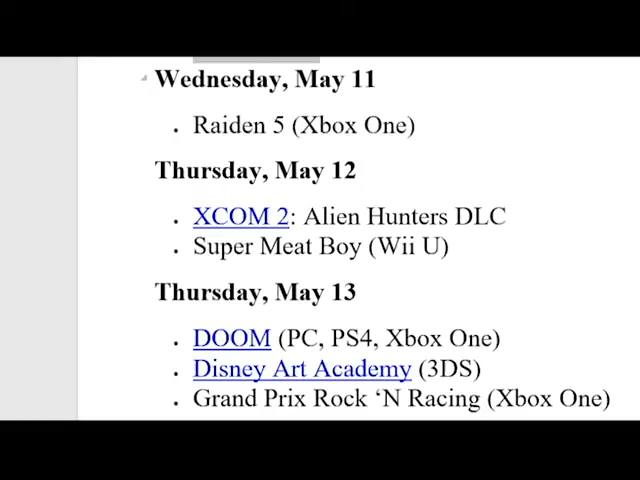 Wednesday, May 11
• Raiden 5 (Xbox One)
Thursday, May 12
• XCOM 2: Alien Hunters DLC
• Super Meat Boy (Wii U)
Thursday, May 13
• DOOM (PC, PS4, Xbox One)
• Disney Art Academy (3DS)
• Grand Prix Rock ‘N Racing (Xbox One)